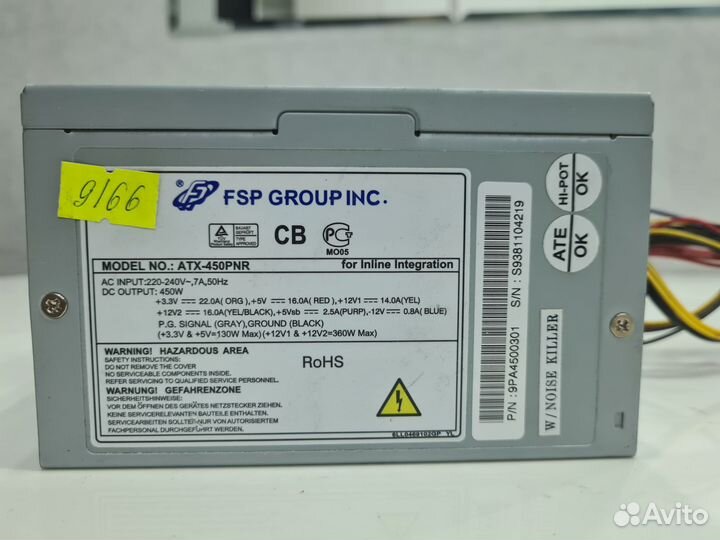 9166
FSP GROUP INC.
CB
MO05
MODEL NO.: ATX-450PNR for Inline Integration
AC INPUT:220-240V~,7A,50Hz
DC OUTPUT: 450W
+3.3V = 22.0A( ORG ),+5V = 16.0A( RED ), +12V1 = 14.0A(YEL)
+12V2 = 16.0A(YEL/BLACK),+5Vsb = 2.5A(PURP),-12V = 0.8A( BLUE )
P.G. SIGNAL (GRAY),GROUND (BLACK)
(+3.3V & +5V=130W Max) (+12V1 & +12V2=360W Max)
WARNING! HAZARDOUS AREA
SAFETY INSTRUCTIONS:
DO NOT REMOVE THE COVER
NO SERVICEABLE COMPONENTS INSIDE.
REFER SERVICING TO QUALIFIED SERVICE PERSONNEL.
WARNUNG! GEFAHRENZONE
SICHERHEITSHINWEISE:
VOR DEM ÖFFNEN DES GERÄTES NETZSTECKER ZIEHEN.
KEINE SERVICERELEVANTEN BAUTEILE ENTHALTEN.
SERVICEARBEITEN NUR VON AUTORISIERTEM
FACHPERSONAL DURCHGEFÜHRT WERDEN.
RoHS
6LL0469102GP YL
P/N : 9PA4500301
S/N : S9381104219
HI-POT
OK
ATE
OK
W/NOISE KILLER
Avito